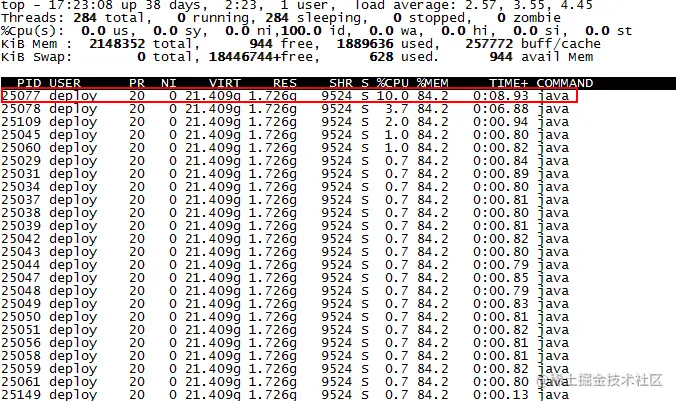 top - 17:23:08 up 38 days,  2:23,  1 user,  load average: 2.57, 3.55, 4.45
Threads: 284 total,   0 running, 284 sleeping,   0 stopped,   0 zombie
%Cpu(s):  0.0 us,  0.0 sy,  0.0 ni,100.0 id,  0.0 wa,  0.0 hi,  0.0 si,  0.0 st
KiB Mem :  2148352 total,      944 free,  1889636 used,   257772 buff/cache
KiB Swap:        0 total, 18446744+free,      628 used.      944 avail Mem
PID USER      PR  NI    VIRT    RES    SHR S %CPU %MEM     TIME+ COMMAND
25077 deploy    20   0 21.409g 1.726g   9524 S 10.0 84.2   0:08.93 java
25078 deploy    20   0 21.409g 1.726g   9524 S  3.7 84.2   0:06.88 java
25109 deploy    20   0 21.409g 1.726g   9524 S  2.0 84.2   0:00.94 java
25045 deploy    20   0 21.409g 1.726g   9524 S  1.0 84.2   0:00.80 java
25060 deploy    20   0 21.409g 1.726g   9524 S  1.0 84.2   0:00.82 java
25029 deploy    20   0 21.409g 1.726g   9524 S  0.7 84.2   0:00.84 java
25031 deploy    20   0 21.409g 1.726g   9524 S  0.7 84.2   0:00.89 java
25034 deploy    20   0 21.409g 1.726g   9524 S  0.7 84.2   0:00.80 java
25037 deploy    20   0 21.409g 1.726g   9524 S  0.7 84.2   0:00.81 java
25038 deploy    20   0 21.409g 1.726g   9524 S  0.7 84.2   0:00.80 java
25039 deploy    20   0 21.409g 1.726g   9524 S  0.7 84.2   0:00.81 java
25042 deploy    20   0 21.409g 1.726g   9524 S  0.7 84.2   0:00.82 java
25043 deploy    20   0 21.409g 1.726g   9524 S  0.7 84.2   0:00.80 java
25044 deploy    20   0 21.409g 1.726g   9524 S  0.7 84.2   0:00.79 java
25047 deploy    20   0 21.409g 1.726g   9524 S  0.7 84.2   0:00.85 java
25048 deploy    20   0 21.409g 1.726g   9524 S  0.7 84.2   0:00.79 java
25049 deploy    20   0 21.409g 1.726g   9524 S  0.7 84.2   0:00.83 java
25050 deploy    20   0 21.409g 1.726g   9524 S  0.7 84.2   0:00.81 java
25051 deploy    20   0 21.409g 1.726g   9524 S  0.7 84.2   0:00.82 java
25056 deploy    20   0 21.409g 1.726g   9524 S  0.7 84.2   0:00.81 java
25058 deploy    20   0 21.409g 1.726g   9524 S  0.7 84.2   0:00.81 java
25059 deploy    20   0 21.409g 1.726g   9524 S  0.7 84.2   0:00.82 java
25061 deploy    20   0 21.409g 1.726g   9524 S  0.7 84.2   0:00.80 java
25149 deploy    20   0 21.409g 1.726g   9524 S  0.7 84.2   0:00.13 java
@稀土掘金技术社区